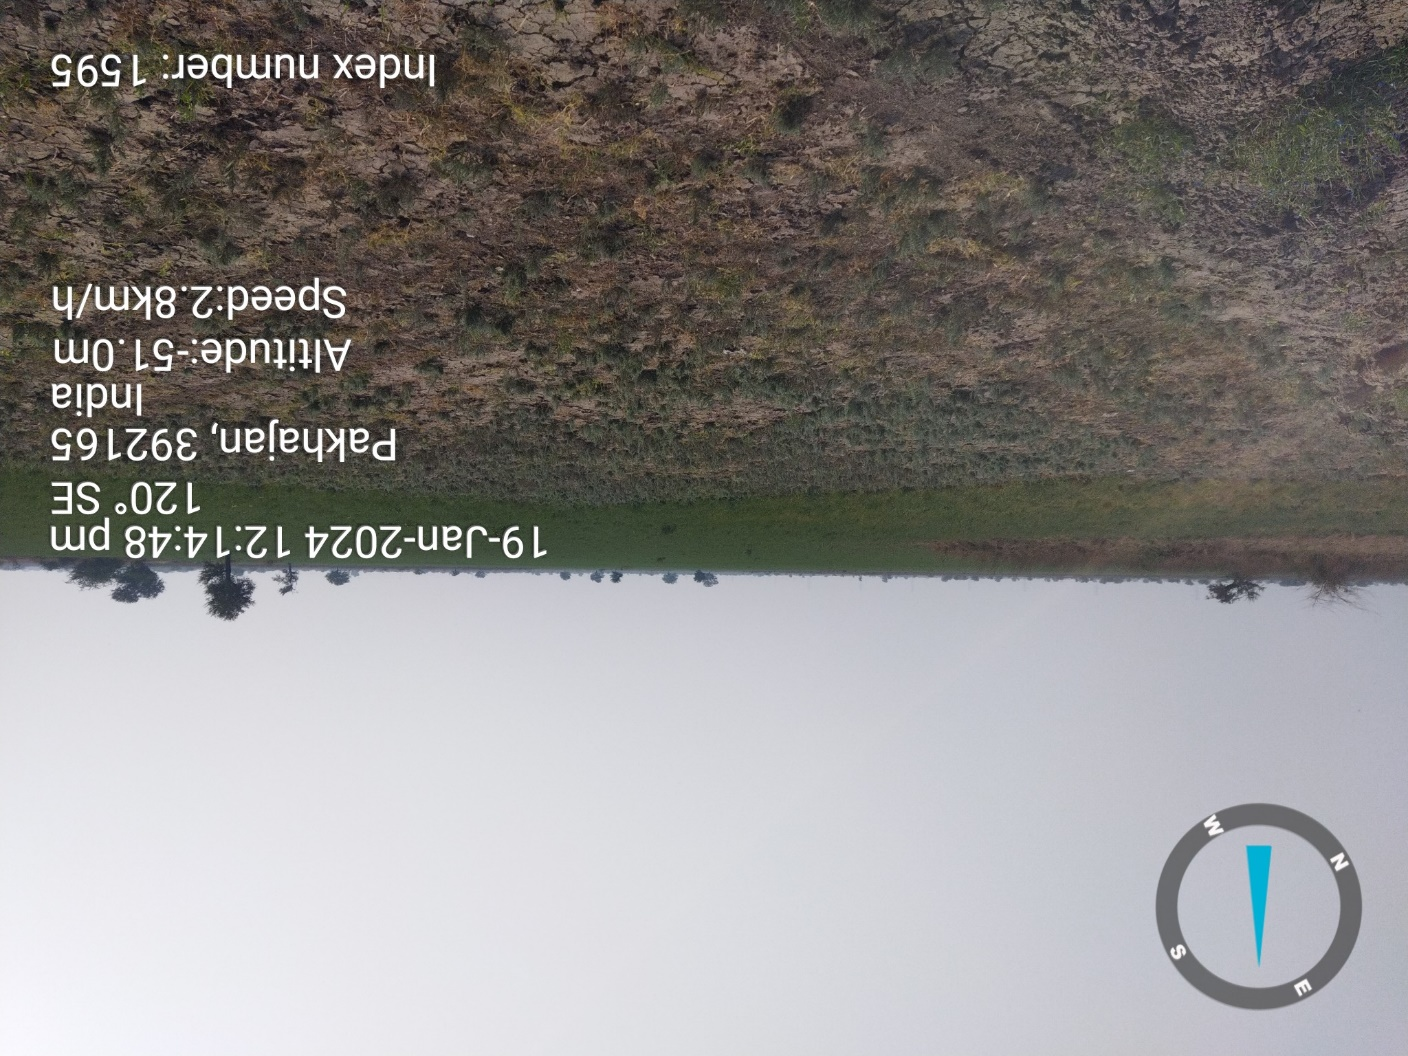 19-Jan-2024 12:14:48 pm
120° SE
Pakhajan, 392165
India
Altitude:-51.0m
Speed:2.8km/h
Index number: 1595
N
E
S
W